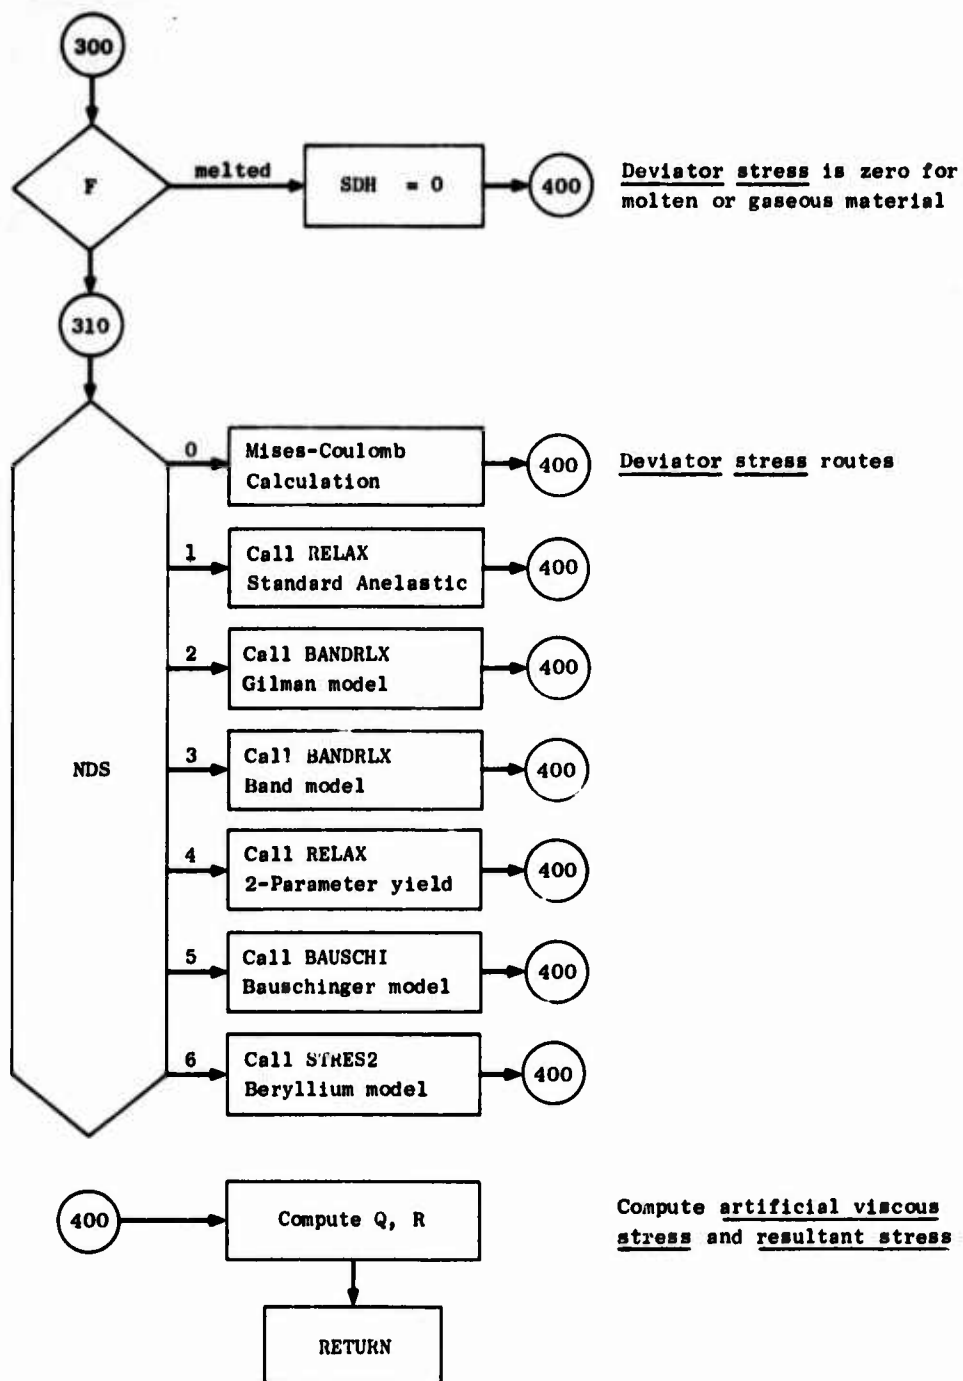 300
F
melted
SDH = 0
400
Deviator stress is zero for
molten or gaseous material
310
NDS
0
Mises-Coulomb
Calculation
400
Deviator stress routes
1
Call RELAX
Standard Anelastic
400
2
Call BANDRLX
Gilman model
400
3
Call BANDRLX
Band model
400
4
Call RELAX
2-Parameter yield
400
5
Call BAUSCHI
Bauschinger model
400
6
Call STRES2
Beryllium model
400
400
Compute Q, R
Compute artificial viscous
stress and resultant stress
RETURN